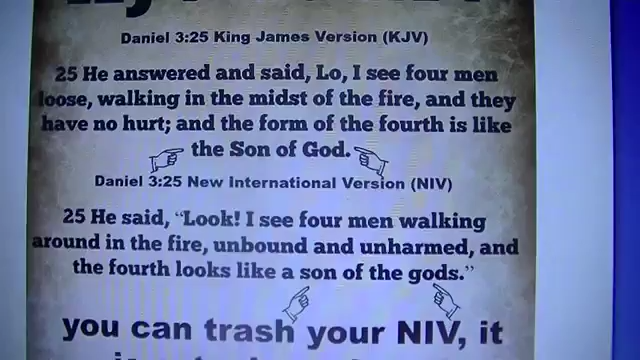 Daniel 3:25 King James Version (KJV)
25 He answered and said, Lo, I see four men
loose, walking in the midst of the fire, and they
have no hurt; and the form of the fourth is like
the Son of God.
Daniel 3:25 New International Version (NIV)
25 He said, “Look! I see four men walking
around in the fire, unbound and unharmed, and
the fourth looks like a son of the gods.”
you can trash your NIV, it